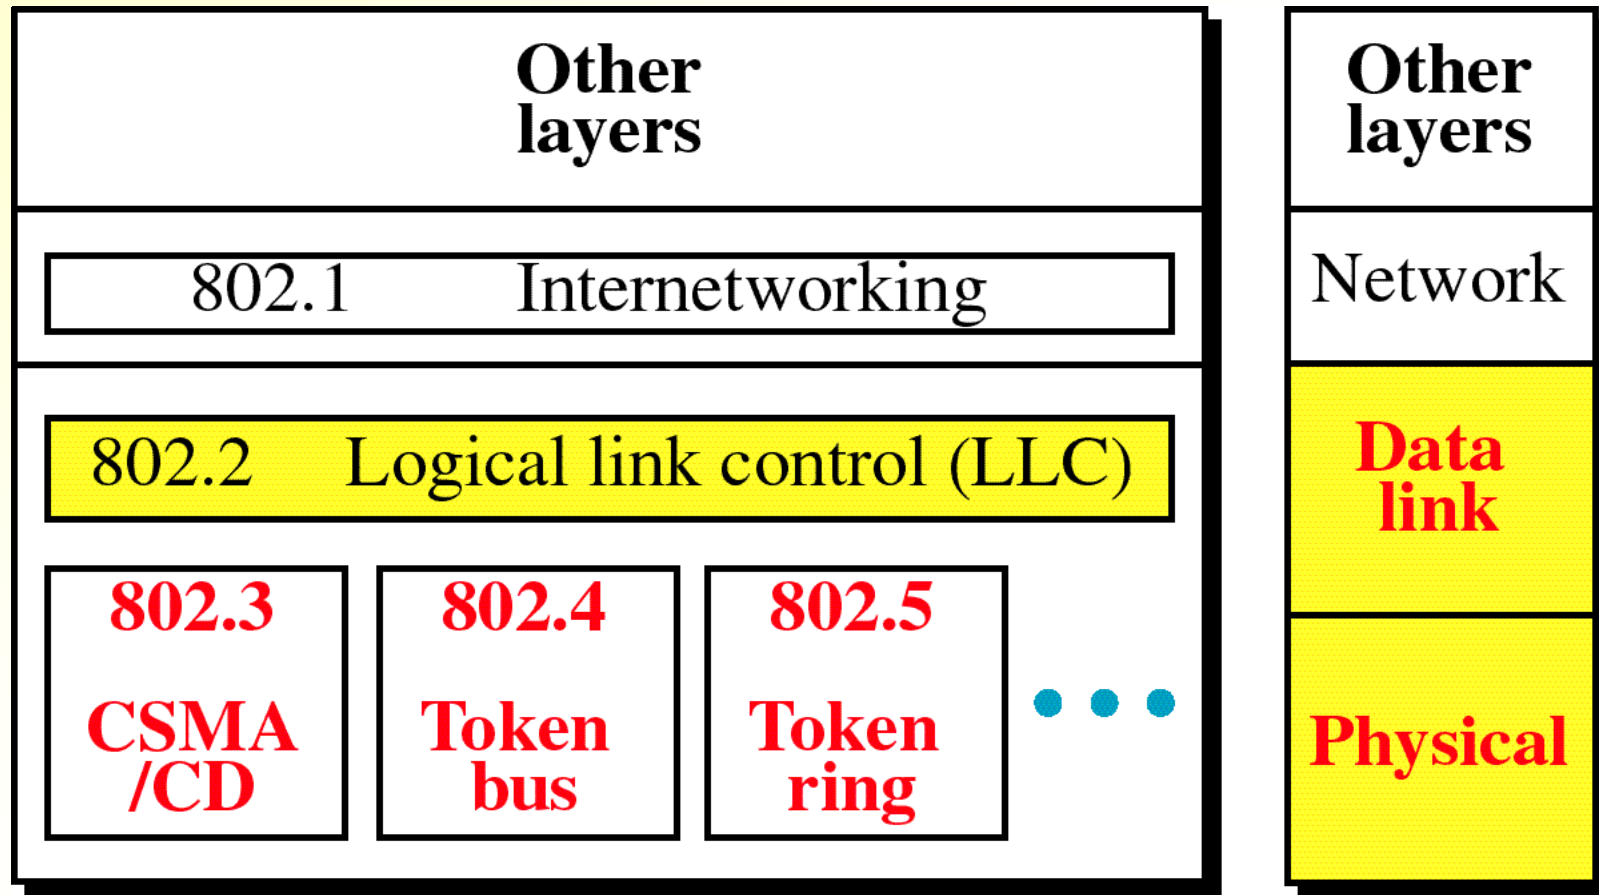 Other
layers
802.1 Internetworking
802.2 Logical link control (LLC)
802.3
CSMA
/CD
802.4
Token
bus
802.5
Token
ring
Other
layers
Network
Data
link
Physical